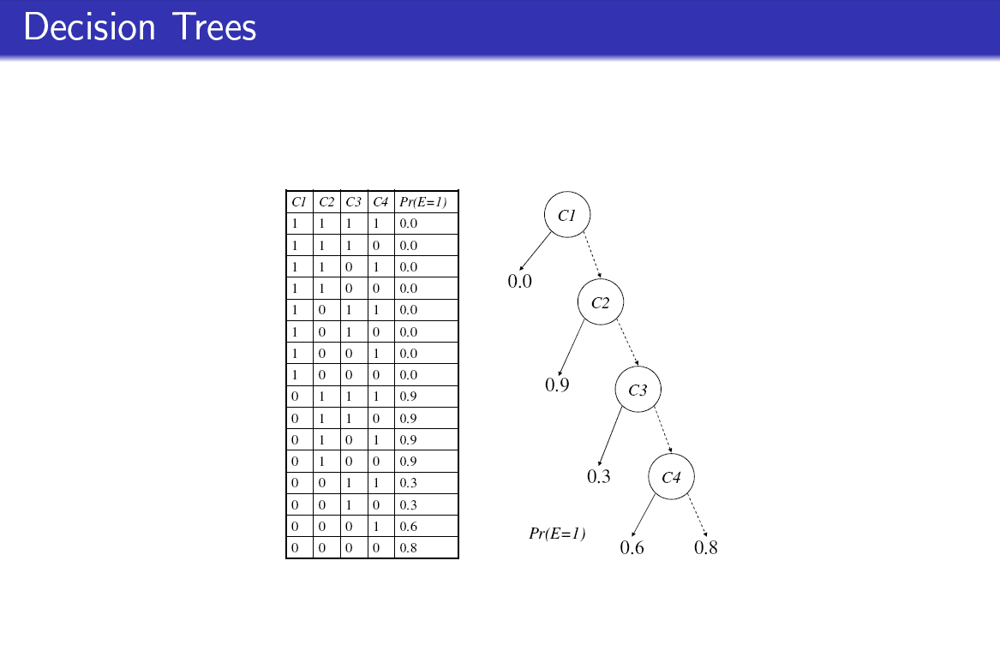 Decision Trees
C1 C2 C3 C4 Pr(E=1)
1 1 1 1 0.0
1 1 1 0 0.0
1 1 0 1 0.0
1 1 0 0 0.0
1 0 1 1 0.0
1 0 1 0 0.0
1 0 0 1 0.0
1 0 0 0 0.0
0 1 1 1 0.9
0 1 1 0 0.9
0 1 0 1 0.9
0 1 0 0 0.9
0 0 1 1 0.3
0 0 1 0 0.3
0 0 0 1 0.6
0 0 0 0 0.8
C1
0.0
C2
0.9
C3
0.3
C4
Pr(E=1)
0.6 0.8